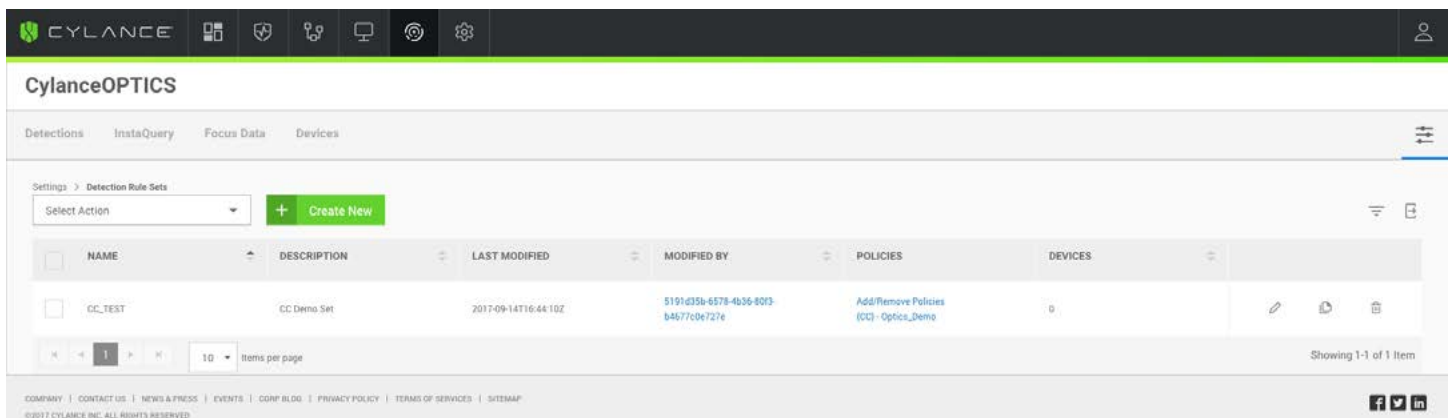 CYLANCE
CylanceOPTICS
Detections InstaQuery Focus Data Devices
Settings > Detection Rule Sets
Select Action
+ Create New
NAME DESCRIPTION LAST MODIFIED MODIFIED BY POLICIES DEVICES
CC_TEST CC Demo Set 2017-09-14T16:44:10Z 5191d35b-6578-4b36-80f3- Add/Remove Policies 0
b4677c0e727e (CC) - Optics_Demo
1 10 Items per page Showing 1-1 of 1 Item
COMPANY | CONTACT US | NEWS & PRESS | EVENTS | CORP BLOG | PRIVACY POLICY | TERMS OF SERVICES | SITEMAP
©2017 CYLANCE INC. ALL RIGHTS RESERVED